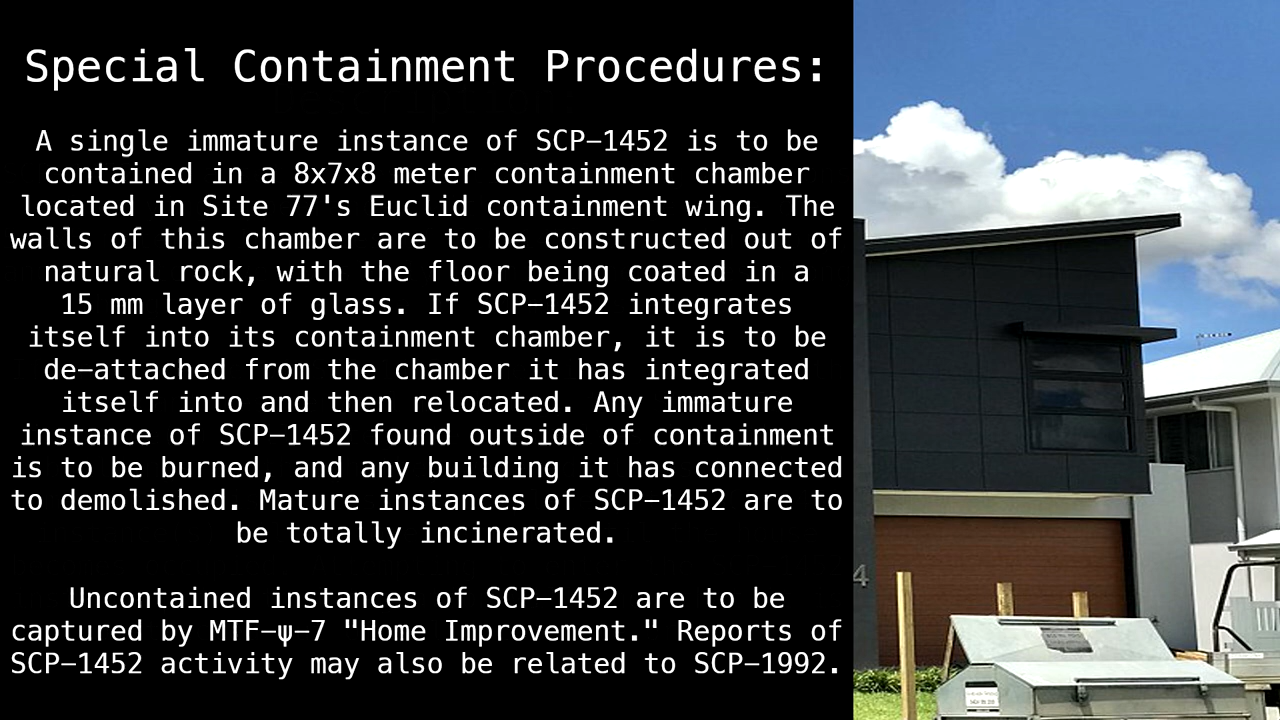 Special Containment Procedures:
A single immature instance of SCP-1452 is to be
contained in a 8x7x8 meter containment chamber
located in Site 77's Euclid containment wing. The
walls of this chamber are to be constructed out of
natural rock, with the floor being coated in a
15 mm layer of glass. If SCP-1452 integrates
itself into its containment chamber, it is to be
de-attached from the chamber it has integrated
itself into and then relocated. Any immature
instance of SCP-1452 found outside of containment
is to be burned, and any building it has connected
to demolished. Mature instances of SCP-1452 are to
be totally incinerated.
Uncontained instances of SCP-1452 are to be
captured by MTF-ψ-7 "Home Improvement." Reports of
SCP-1452 activity may also be related to SCP-1992.
4